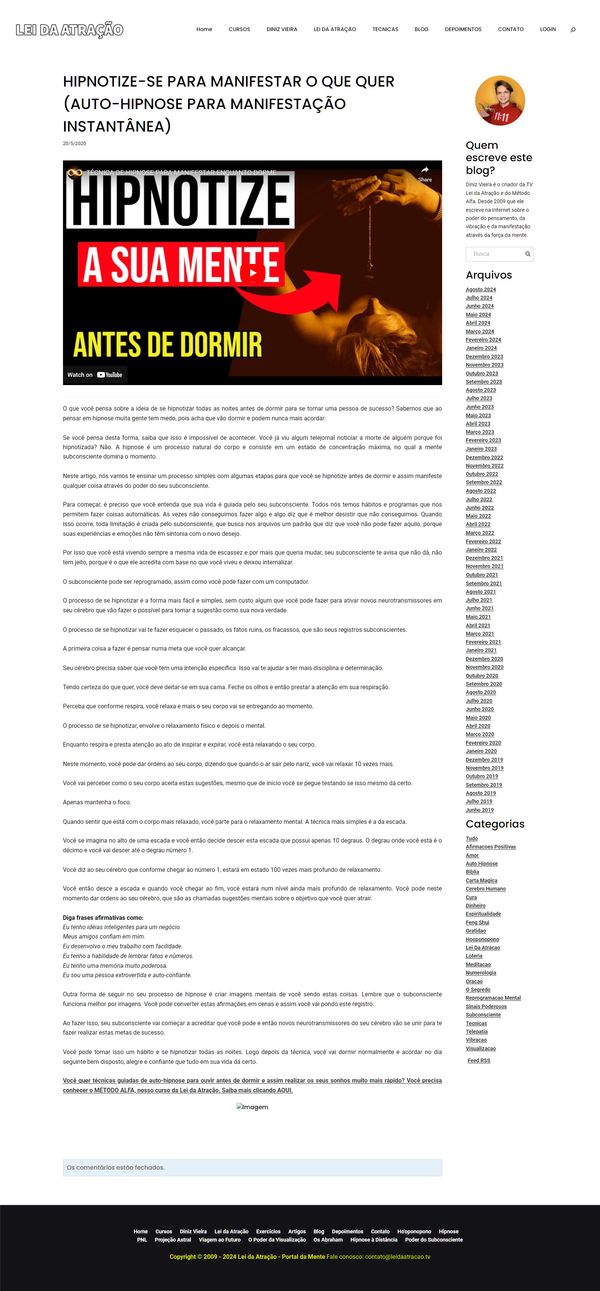 LEI DA ATRAÇÃO
Home CURSOS DINIZ VIEIRA LEI DA ATRAÇÃO TECNICAS BLOG DEPOIMENTOS CONTATO LOGIN
HIPNOTIZE-SE PARA MANIFESTAR O QUE QUER
(AUTO-HIPNOSE PARA MANIFESTAÇÃO
INSTANTÂNEA)
20/5/2020
TÉCNICA DE HIPNOSE PARA MANIFESTAR ENQUANTO DORME
Share
HIPNOTIZE
A SUA MENTE
ANTES DE DORMIR
Watch on YouTube
O que você pensa sobre a ideia de se hipnotizar todas as noites antes de dormir para se tornar uma pessoa de sucesso? Sabemos que ao
pensar em hipnose muita gente tem medo, pois acha que vão dormir e podem nunca mais acordar.
Se você pensa desta forma, saiba que isso é impossível de acontecer. Você já viu algum telejornal noticiar a morte de alguém porque foi
hipnotizada? Não. A hipnose é um processo natural do corpo e consiste em um estado de concentração máxima, no qual a mente
subconsciente domina o momento.
Neste artigo, nós vamos te ensinar um processo simples com algumas etapas para que você se hipnotize antes de dormir e assim manifeste
qualquer coisa através do poder do seu subconsciente.
Para começar, é preciso que você entenda que sua vida é guiada pelo seu subconsciente. Todos nós temos hábitos e programas que nos
permitem fazer coisas automáticas. As vezes não conseguimos fazer algo e algo diz que é melhor desistir que não conseguimos. Quando
isso ocorre, toda limitação é criada pelo subconsciente, que busca nos arquivos um padrão que diz que você não pode fazer aquilo, porque
suas experiências e emoções não têm sintonia com o novo desejo.
Por isso que você está vivendo sempre a mesma vida de escassez e por mais que queria mudar, seu subconsciente te avisa que não dá, não
tem jeito, porque é o que ele acredita com base no que você viveu e deixou internalizar.
O subconsciente pode ser reprogramado, assim como você pode fazer com um computador.
O processo de se hipnotizar é a forma mais fácil e simples, sem custo algum que você pode fazer para ativar novos neurotransmissores em
seu cérebro que vão fazer o possível para tornar a sugestão como sua nova verdade.
O processo de se hipnotizar vai te fazer esquecer o passado, os fatos ruins, os fracassos, que são seus registros subconscientes.
A primeira coisa a fazer é pensar numa meta que você quer alcançar.
Seu cérebro precisa saber que você tem uma intenção específica. Isso vai te ajudar a ter mais disciplina e determinação.
Tendo certeza do que quer, você deve deitar-se em sua cama. Feche os olhos e então prestar a atenção em sua respiração.
Perceba que conforme respira, você relaxa e mais o seu corpo vai se entregando ao momento.
O processo de se hipnotizar, envolve o relaxamento físico e depois o mental.
Enquanto respira e presta atenção ao ato de inspirar e expirar, você está relaxando o seu corpo.
Neste momento, você pode dar ordens ao seu corpo, dizendo que quando o ar sair pelo nariz, você vai relaxar 10 vezes mais.
Você vai perceber como o seu corpo aceita estas sugestões, mesmo que de início você se pegue testando se isso mesmo dá certo.
Apenas mantenha o foco.
Quando sentir que está com o corpo mais relaxado, você parte para o relaxamento mental. A técnica mais simples é a da escada.
Você se imagina no alto de uma escada e você então decide descer esta escada que possui apenas 10 degraus. O degrau onde você está é o
décimo e você vai descer até o degrau número 1.
Você diz ao seu cérebro que conforme chegar ao número 1, estará em estado 100 vezes mais profundo de relaxamento.
Você então desce a escada e quando você chegar ao fim, você estará num nível ainda mais profundo de relaxamento. Você pode neste
momento dar ordens ao seu cérebro, que são as chamadas sugestões mentais sobre o objetivo que você quer atrair.
Diga frases afirmativas como:
Eu tenho idéias inteligentes para um negócio.
Meus amigos confiam em mim.
Eu desenvolvo o meu trabalho com facilidade.
Eu tenho a habilidade de lembrar fatos e números.
Eu tenho uma memória muito poderosa.
Eu sou uma pessoa extrovertida e auto-confiante.
Outra forma de seguir no seu processo de hipnose é criar imagens mentais de você sendo estas coisas. Lembre que o subconsciente
funciona melhor por imagens. Você pode converter estas afirmações em cenas e assim você vai pondo este registro.
Ao fazer isso, seu subconsciente vai começar a acreditar que você pode e então novos neurotransmissores do seu cérebro vão se unir para te
fazer realizar estas metas de sucesso.
Você pode tornar isso um hábito e se hipnotizar todas as noites. Logo depois da técnica, você vai dormir normalmente e acordar no dia
seguinte bem disposto, alegre e confiante que tudo em sua vida dá certo.
Você quer técnicas guiadas de auto-hipnose para ouvir antes de dormir e assim realizar os seus sonhos muito mais rápido? Você precisa
conhecer o MÉTODO ALFA, nosso curso da Lei da Atração. Saiba mais clicando AQUI.
Imagem
Os comentários estão fechados.
11:11
Quem
escreve este
blog?
Diniz Vieira é o criador da TV
Lei da Atração e do Método
Alfa. Desde 2009 que ele
escreve na Internet sobre o
poder do pensamento, da
vibração e da manifestação
através da força da mente.
Busca
Arquivos
Agosto 2024
Julho 2024
Junho 2024
Maio 2024
Abril 2024
Março 2024
Fevereiro 2024
Janeiro 2024
Dezembro 2023
Novembro 2023
Outubro 2023
Setembro 2023
Agosto 2023
Julho 2023
Junho 2023
Maio 2023
Abril 2023
Março 2023
Fevereiro 2023
Janeiro 2023
Dezembro 2022
Novembro 2022
Outubro 2022
Setembro 2022
Agosto 2022
Julho 2022
Junho 2022
Maio 2022
Abril 2022
Março 2022
Fevereiro 2022
Janeiro 2022
Dezembro 2021
Novembro 2021
Outubro 2021
Setembro 2021
Agosto 2021
Julho 2021
Junho 2021
Maio 2021
Abril 2021
Março 2021
Fevereiro 2021
Janeiro 2021
Dezembro 2020
Novembro 2020
Outubro 2020
Setembro 2020
Agosto 2020
Julho 2020
Junho 2020
Maio 2020
Abril 2020
Março 2020
Fevereiro 2020
Janeiro 2020
Dezembro 2019
Novembro 2019
Outubro 2019
Setembro 2019
Agosto 2019
Julho 2019
Junho 2019
Categorias
Tudo
Afirmacoes Positivas
Amor
Auto Hipnose
Bíblia
Carta Magica
Cerebro Humano
Cura
Dinheiro
Espiritualidade
Feng Shui
Gratidao
Hooponopono
Lei Da Atracao
Loteria
Meditacao
Numerologia
Oracao
O Segredo
Reprogramacao Mental
Sinais Poderosos
Subconsciente
Tecnicas
Telepatia
Vibracao
Visualizacao
Feed RSS
Home Cursos Diniz Vieira Lei da Atração Exercícios Artigos Blog Depoimentos Contato Ho'oponopono Hipnose
PNL Projeção Astral Viagem ao Futuro O Poder da Visualização Os Abraham Hipnose à Distância Poder do Subconsciente
Copyright © 2009 - 2024 Lei da Atração - Portal da Mente Fale conosco: contato@leidaatracao.tv